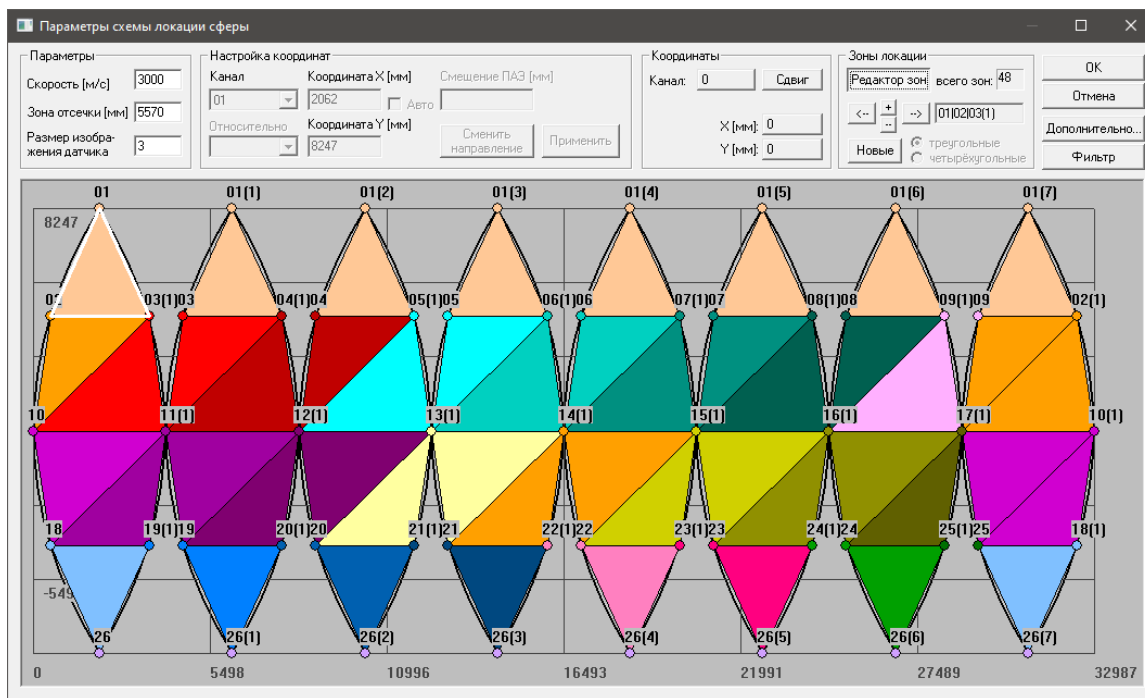 Параметры схемы локации сферы
Параметры
Скорость [м/с] 3000
Зона отсечки [мм] 5570
Размер изобра-
жения датчика 3
Настройка координат
Канал Координата X [мм] Смещение ПАЭ [мм]
01 2062 Авто
Относительно Координата Y [мм]
8247
Сменить
направление
Применить
Координаты
Канал: 0 Сдвиг
X [мм]: 0
Y [мм]: 0
Зоны локации
Редактор зон всего зон: 48
<-- + -- --> 01|02|03(1)
Новые треугольные
четырёхугольные
OK
Отмена
Дополнительно...
Фильтр
01 01(1) 01(2) 01(3) 01(4) 01(5) 01(6) 01(7)
8247
03(1) 03 04(1) 04 05(1) 05 06(1) 06 07(1) 07 08(1) 08 09(1) 09 02(1)
10 11(1) 12(1) 13(1) 14(1) 15(1) 16(1) 17(1) 10(1)
18 19(1) 19 20(1) 20 21(1) 21 22(1) 22 23(1) 23 24(1) 24 25(1) 25 18(1)
-549
26 26(1) 26(2) 26(3) 26(4) 26(5) 26(6) 26(7)
0 5498 10996 16493 21991 27489 32987